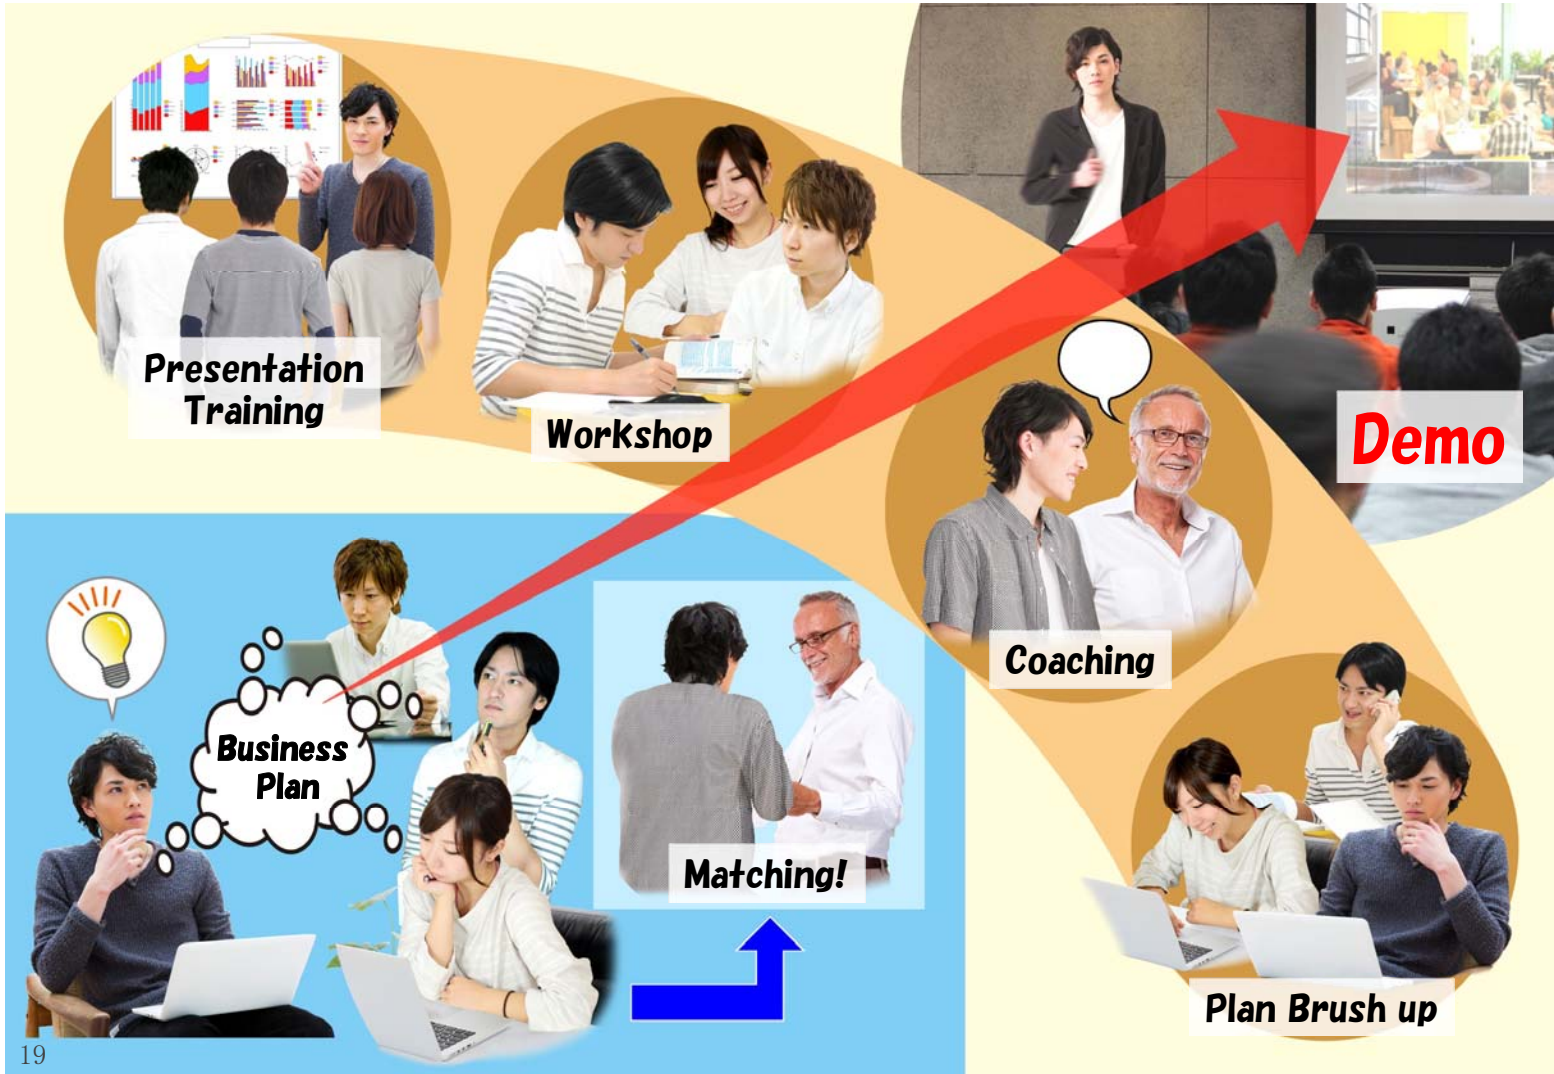 Presentation
Training
Workshop
Demo
Coaching
Business
Plan
Matching!
Plan Brush up
19